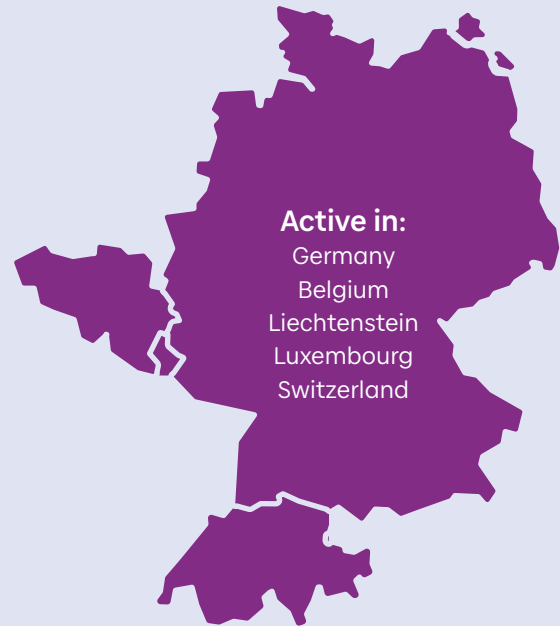 Active in:
Germany
Belgium
Liechtenstein
Luxembourg
Switzerland